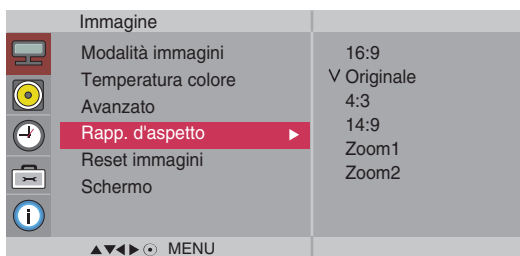 Immagine
Modalità immagini
Temperatura colore
Avanzato
Rapp. d'aspetto
Reset immagini
Schermo
16:9
Originale
4:3
14:9
Zoom1
Zoom2
MENU